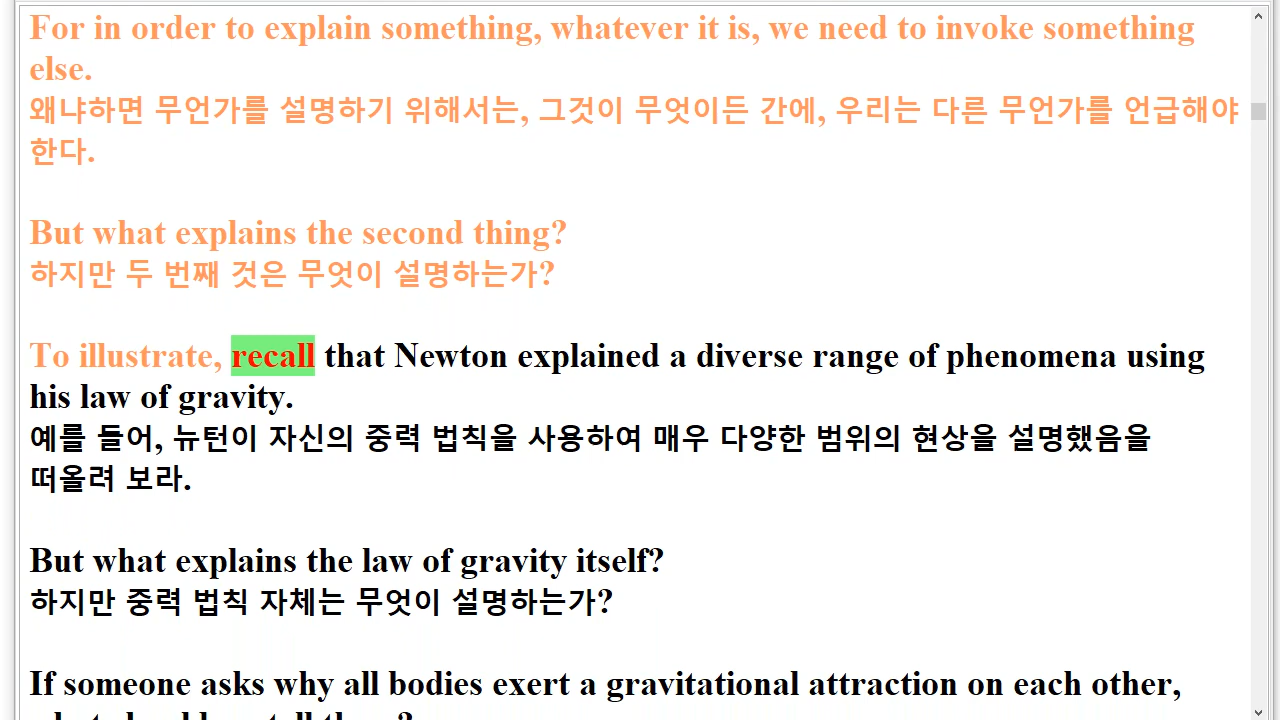 For in order to explain something, whatever it is, we need to invoke something
else.
왜냐하면 무언가를 설명하기 위해서는, 그것이 무엇이든 간에, 우리는 다른 무언가를 언급해야
한다.
But what explains the second thing?
하지만 두 번째 것은 무엇이 설명하는가?
To illustrate, recall that Newton explained a diverse range of phenomena using
his law of gravity.
예를 들어, 뉴턴이 자신의 중력 법칙을 사용하여 매우 다양한 범위의 현상을 설명했음을
떠올려 보라.
But what explains the law of gravity itself?
하지만 중력 법칙 자체는 무엇이 설명하는가?
If someone asks why all bodies exert a gravitational attraction on each other,